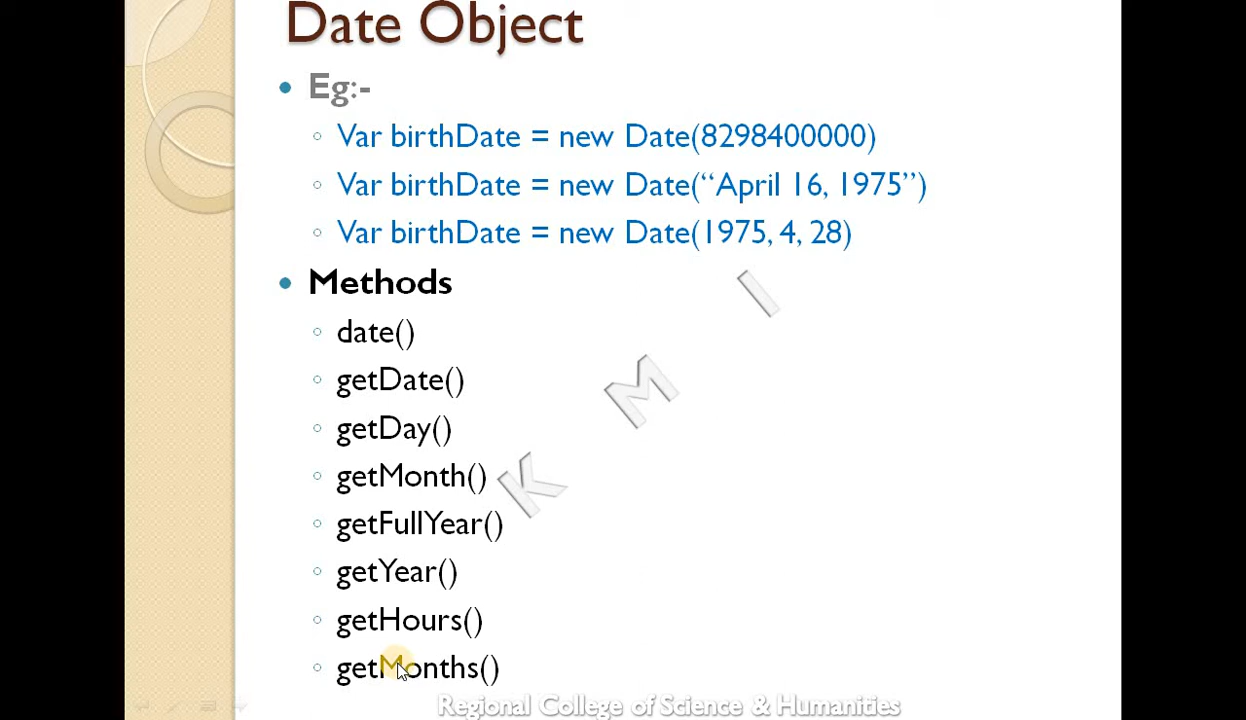 Date Object
Eg:-
Var birthDate = new Date(8298400000)
Var birthDate = new Date(“April 16, 1975”)
Var birthDate = new Date(1975, 4, 28)
Methods
date()
getDate()
getDay()
getMonth()
getFullYear()
getYear()
getHours()
getMonths()
K M I
Regional College of Science & Humanities